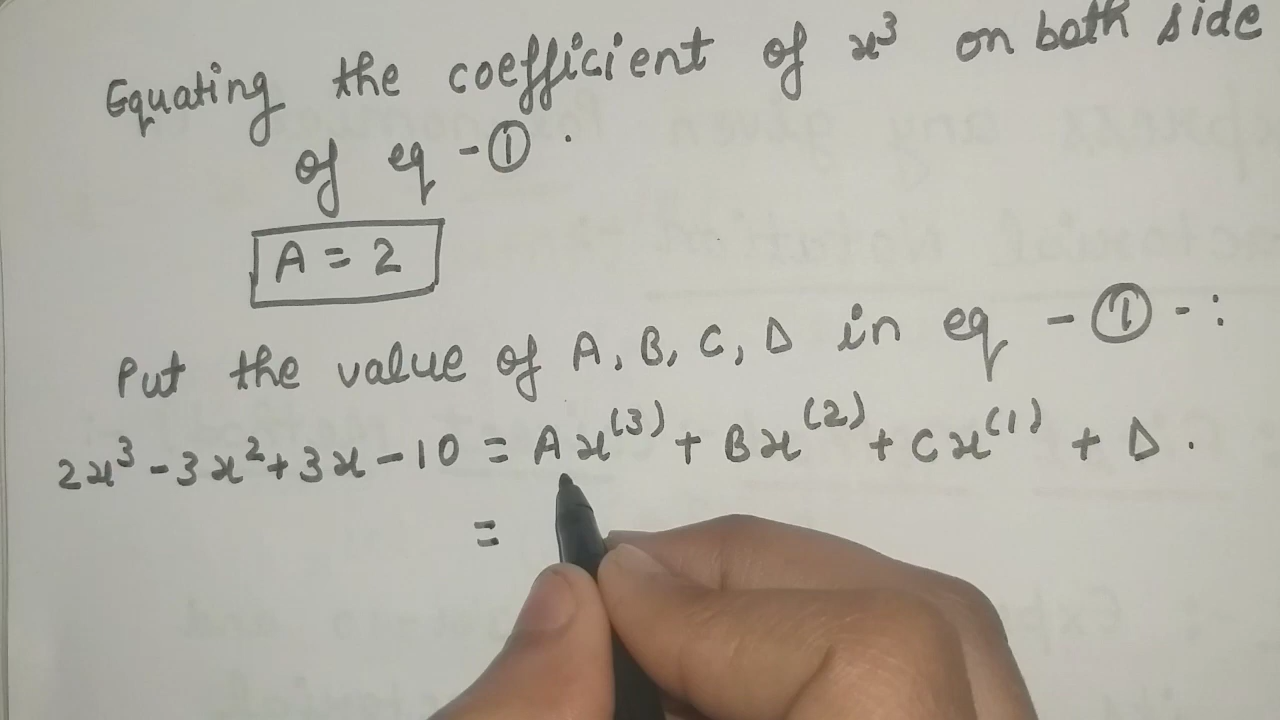 Equating the coefficient of x³ on both side
of eq -①.
A = 2
Put the value of A, B, C, D in eq -① -:
2x³ - 3x² + 3x - 10 = Ax⁽³⁾ + Bx⁽²⁾ + Cx⁽¹⁾ + D.
=